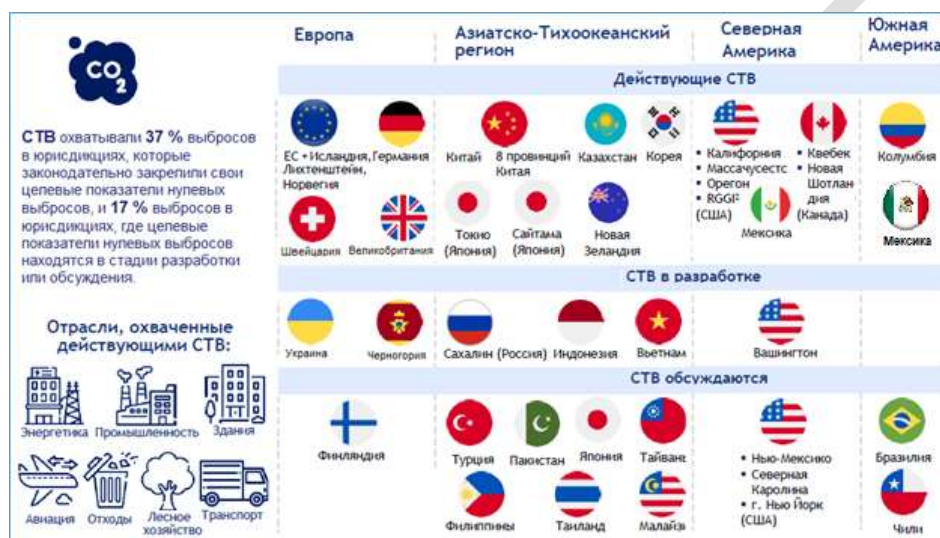 CO2
СТВ охватывали 37 % выбросов
в юрисдикциях, которые
законодательно закрепили свои
целевые показатели нулевых
выбросов, и 17 % выбросов в
юрисдикциях, где целевые
показатели нулевых выбросов
находятся в стадии разработки
или обсуждения.
Отрасли, охваченные
действующими СТВ:
Энергетика Промышленность Здания
Авиация Отходы Лесное хозяйство Транспорт
Европа
Азиатско-Тихоокеанский
регион
Северная
Америка
Южная
Америка
Действующие СТВ
ЕС + Исландия,
Лихтенштейн,
Норвегия
Германия
Швейцария
Великобритания
Китай
8 провинций
Китая
Казахстан
Корея
Токио
(Япония)
Сайтама
(Япония)
Новая
Зеландия
• Калифорния
• Массачусетс
• Орегон
• RGGI²
(США)
• Квебек
• Новая
Шотлан
дия
(Канада)
Мексика
Колумбия
Мексика
СТВ в разработке
Украина
Черногория
Сахалин (Россия)
Индонезия
Вьетнам
Вашингтон
СТВ обсуждаются
Финляндия
Турция
Пакистан
Япония
Тайвань
Филиппины
Таиланд
Малайзи
• Нью-Мексико
• Северная
Каролина
• г. Нью Йорк
(США)
Бразилия
Чили